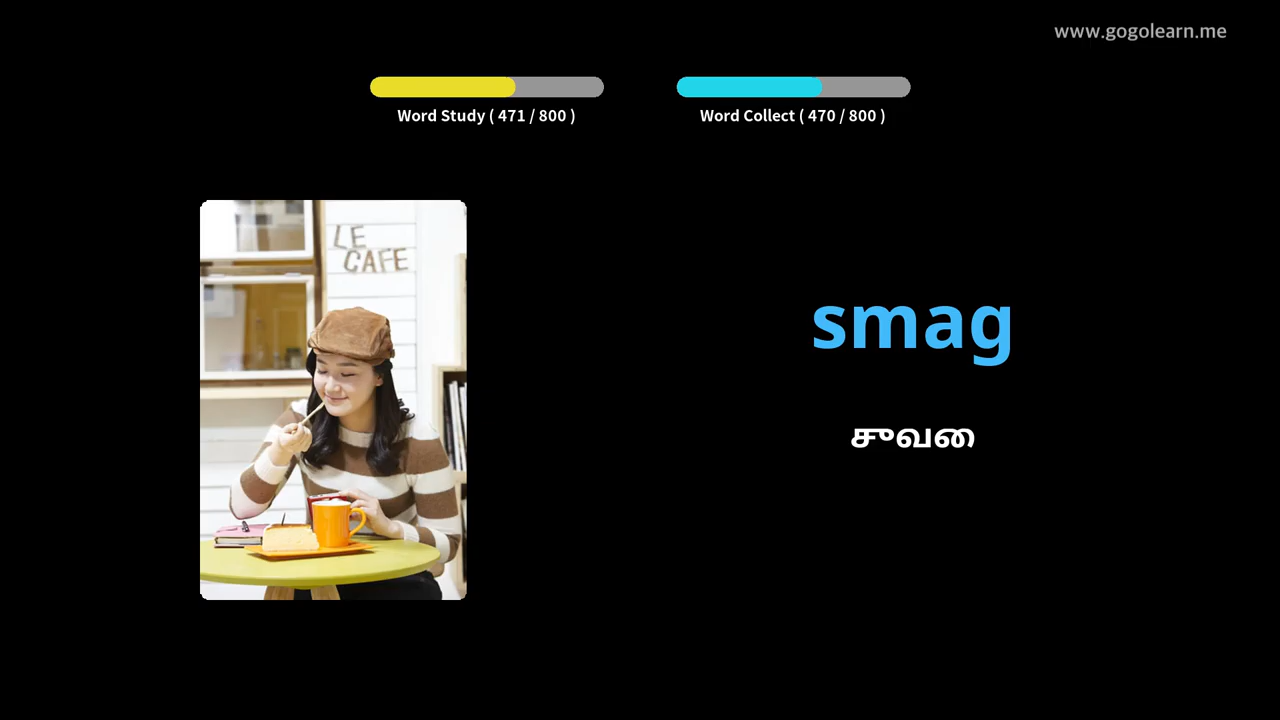 www.gogolearn.me
Word Study ( 471 / 800 )
Word Collect ( 470 / 800 )
LE
CAFE
smag
சுவை